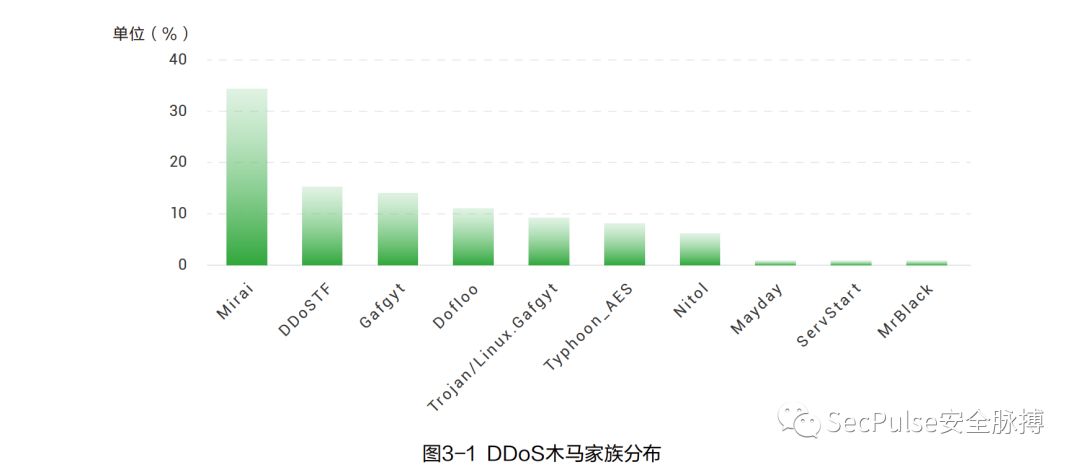 单位（%）
40
30
20
10
0
Mirai
DDoSTF
Gafgyt
Dofloo
Trojan/Linux.Gafgyt
Typhoon_AES
Nitol
Mayday
ServStart
MrBlack
SecPulse安全脉搏
图3-1 DDoS木马家族分布